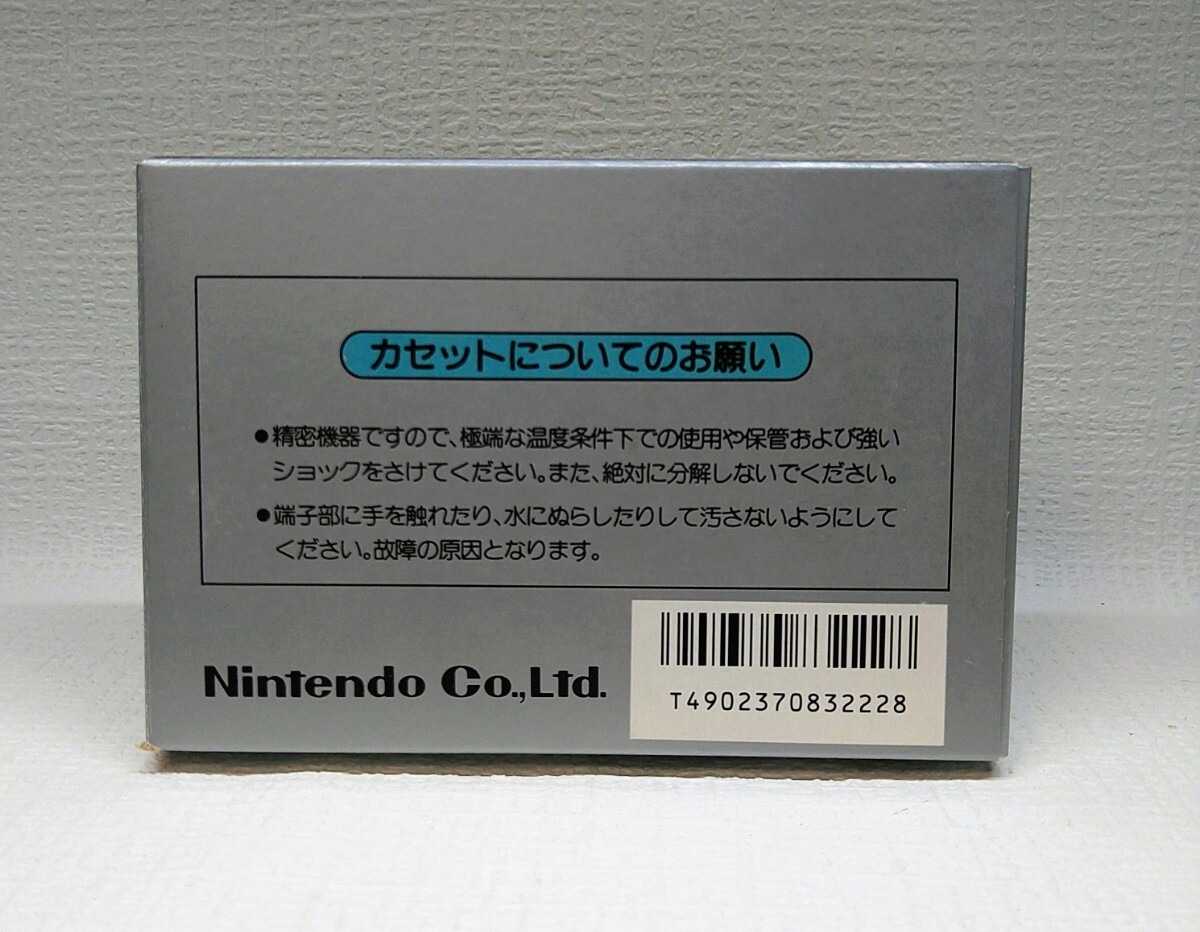 カセットについてのお願い
●精密機器ですので、極端な温度条件下での使用や保管および強い
ショックをさけてください。また、絶対に分解しないでください。
●端子部に手を触れたり、水にぬらしたりして汚さないようにして
ください。故障の原因となります。
Nintendo Co.,Ltd.
T4902370832228